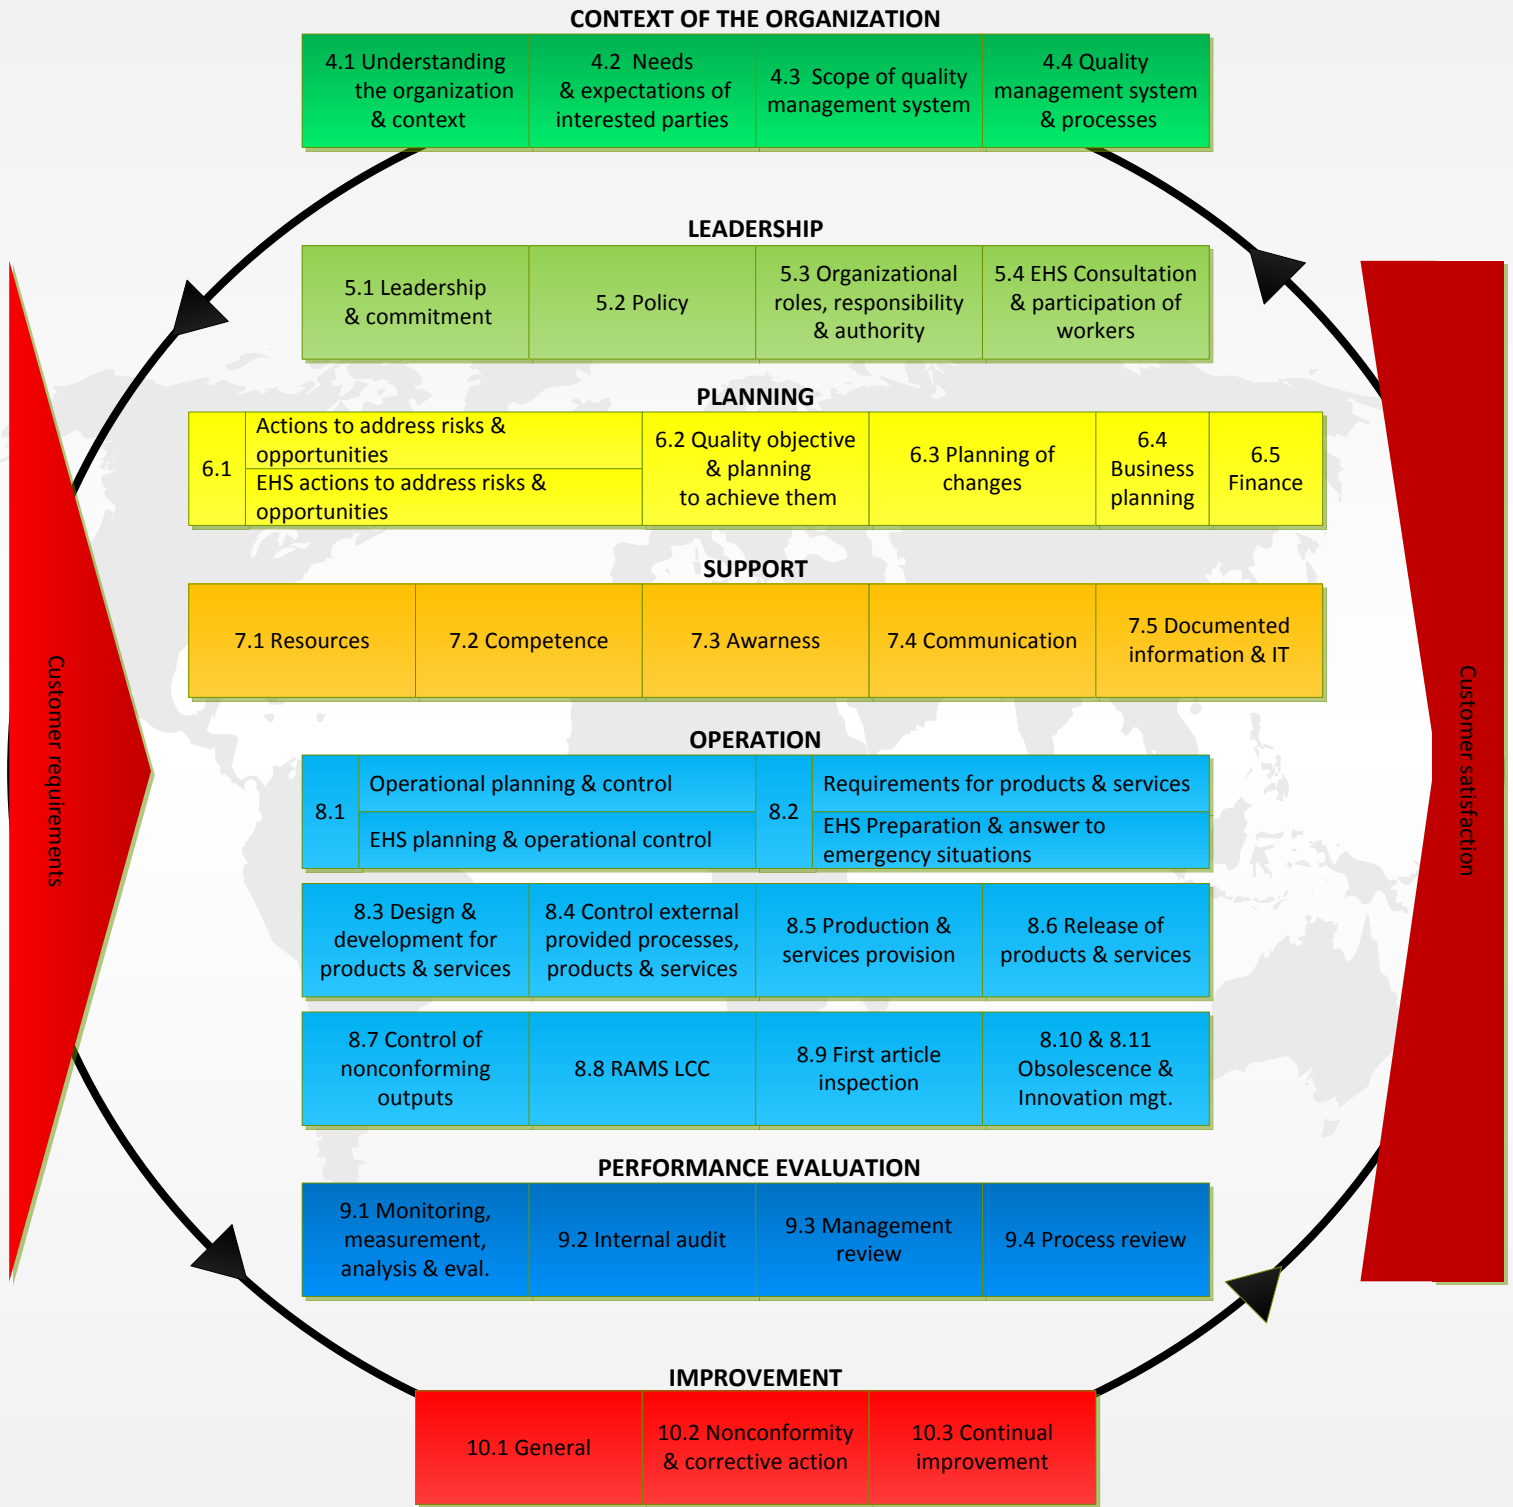 CONTEXT OF THE ORGANIZATION
4.1 Understanding
the organization
& context
4.2 Needs
& expectations of
interested parties
4.3 Scope of quality
management system
4.4 Quality
management system
& processes
LEADERSHIP
5.1 Leadership
& commitment
5.2 Policy
5.3 Organizational
roles, responsibility
& authority
5.4 EHS Consultation
& participation of
workers
PLANNING
6.1
Actions to address risks &
opportunities
EHS actions to address risks &
opportunities
6.2 Quality objective
& planning
to achieve them
6.3 Planning of
changes
6.4
Business
planning
6.5
Finance
SUPPORT
7.1 Resources
7.2 Competence
7.3 Awarness
7.4 Communication
7.5 Documented
information & IT
Customer requirements
Customer satisfaction
OPERATION
8.1
Operational planning & control
EHS planning & operational control
8.2
Requirements for products & services
EHS Preparation & answer to
emergency situations
8.3 Design &
development for
products & services
8.4 Control external
provided processes,
products & services
8.5 Production &
services provision
8.6 Release of
products & services
8.7 Control of
nonconforming
outputs
8.8 RAMS LCC
8.9 First article
inspection
8.10 & 8.11
Obsolescence &
Innovation mgt.
PERFORMANCE EVALUATION
9.1 Monitoring,
measurement,
analysis & eval.
9.2 Internal audit
9.3 Management
review
9.4 Process review
IMPROVEMENT
10.1 General
10.2 Nonconformity
& corrective action
10.3 Continual
improvement